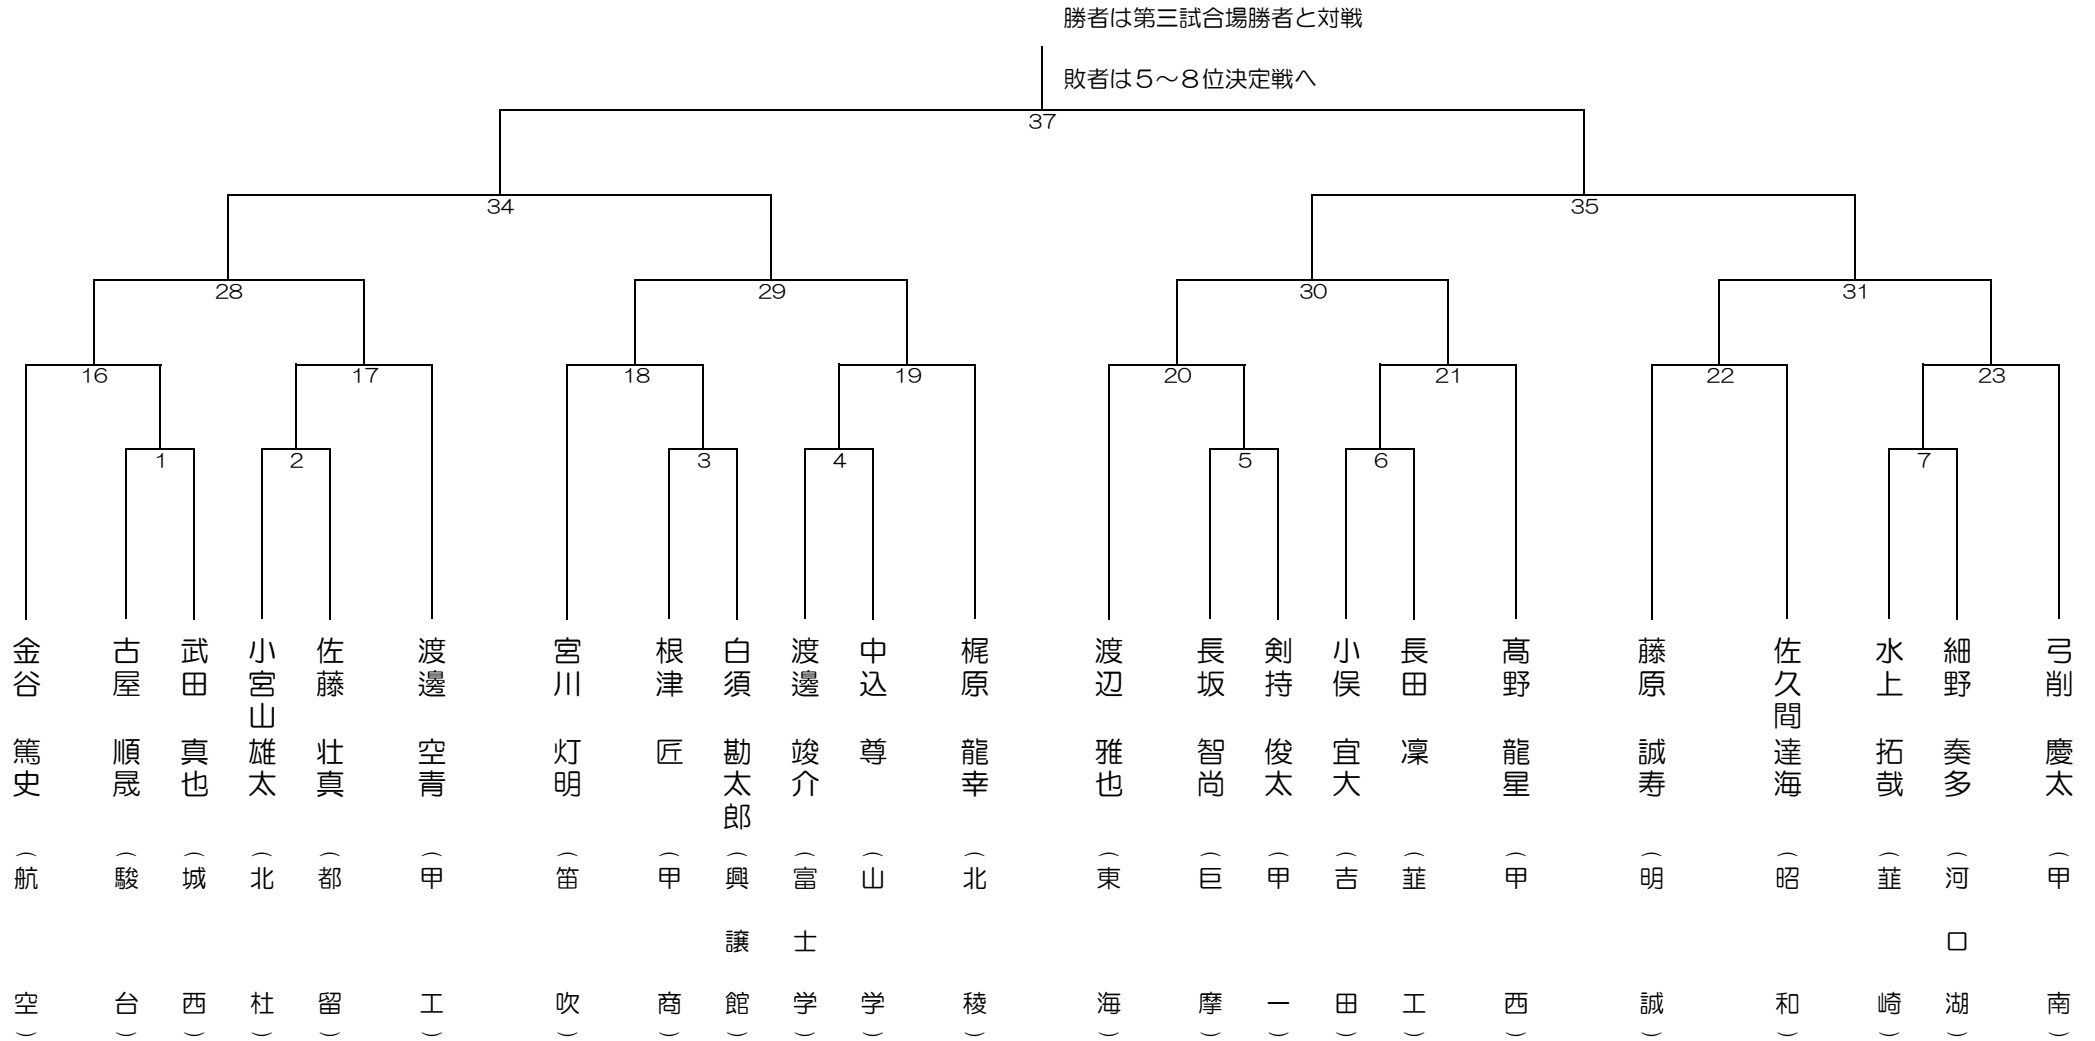 勝者は第三試合場勝者と対戦
敗者は５～８位決定戦へ
37
34
35
28
29
30
31
16
17
18
19
20
21
22
23
1
2
3
4
5
6
7
金谷 篤史 （航空）
古屋 順晟 （駿台）
武田 真也 （城西）
小宮山 雄太 （北杜）
佐藤 壮真 （都留）
渡邊 空青 （甲工）
宮川 灯明 （笛吹）
根津 匠 （甲商）
白須 勘太郎 （興譲館）
渡邊 竣介 （富士学）
中込 尊 （山学）
梶原 龍幸 （北稜）
渡辺 雅也 （東海）
長坂 智尚 （巨摩）
剣持 俊太 （甲一）
小俣 宜大 （吉田）
長田 凜 （韮工）
髙野 龍星 （甲西）
藤原 誠寿 （明誠）
佐久間 達海 （昭和）
水上 拓哉 （韮崎）
細野 奏多 （河口湖）
弓削 慶太 （甲南）